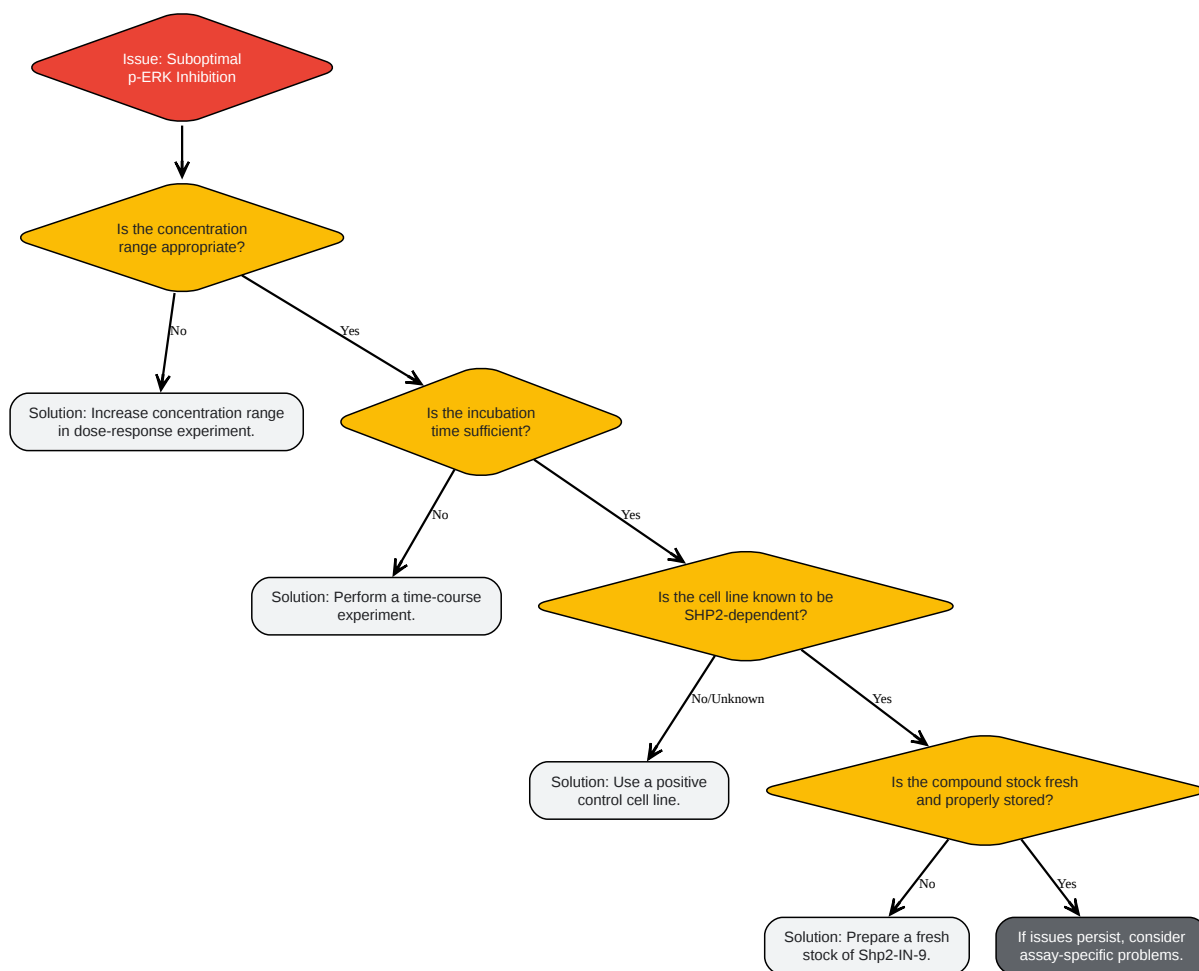 Issue: Suboptimal
p-ERK Inhibition
Is the concentration
range appropriate?
No
Yes
Solution: Increase concentration range
in dose-response experiment.
Is the incubation
time sufficient?
No
Yes
Solution: Perform a time-course
experiment.
Is the cell line known to be
SHP2-dependent?
No/Unknown
Yes
Solution: Use a positive
control cell line.
Is the compound stock fresh
and properly stored?
No
Yes
Solution: Prepare a fresh
stock of Shp2-IN-9.
If issues persist, consider
assay-specific problems.